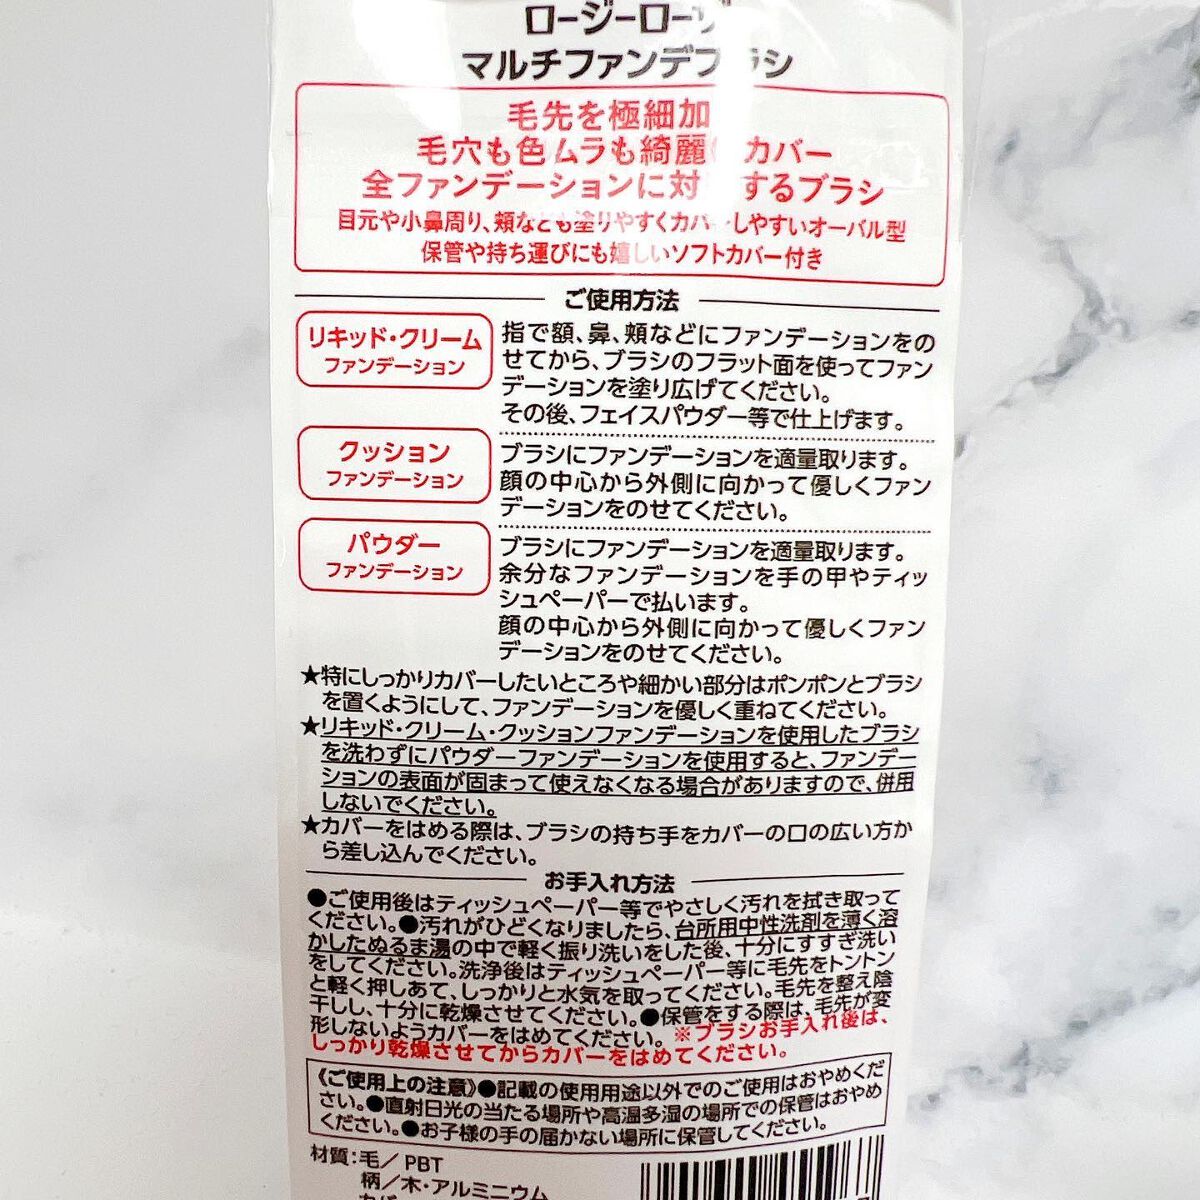 ロージーローザ
マルチファンデブラシ
毛先を極細加
毛穴も色ムラも綺麗 カバー
全ファンデーションに対 するブラシ
目元や小鼻周り、頬なども塗りやすくカバーしやすいオーバル型
保管や持ち運びにも嬉しいソフトカバー付き
ご使用方法
リキッド・クリーム
ファンデーション
指で額、鼻、頬などにファンデーションをの
せてから、ブラシのフラット面を使ってファン
デーションを塗り広げてください。
その後、フェイスパウダー等で仕上げます。
クッション
ファンデーション
ブラシにファンデーションを適量取ります。
顔の中心から外側に向かって優しくファン
デーションをのせてください。
パウダー
ファンデーション
ブラシにファンデーションを適量取ります。
余分なファンデーションを手の甲やティッ
シュペーパーで払います。
顔の中心から外側に向かって優しくファン
デーションをのせてください。
★特にしっかりカバーしたいところや細かい部分はポンポンとブラシ
を置くようにして、ファンデーションを優しく重ねてください。
★リキッド・クリーム・クッションファンデーションを使用したブラシ
を洗わずにパウダーファンデーションを使用すると、ファンデー
ションの表面が固まって使えなくなる場合がありますので、併用
しないでください。
★カバーをはめる際は、ブラシの持ち手をカバーの口の広い方か
ら差し込んでください。
お手入れ方法
●ご使用後はティッシュペーパー等でやさしく汚れを拭き取って
ください。●汚れがひどくなりましたら、台所用中性洗剤を薄く溶
かしたぬるま湯の中で軽く振り洗いをした後、十分にすすぎ洗い
をしてください。洗浄後はティッシュペーパー等に毛先をトントン
と軽く押しあて、しっかりと水気を取ってください。毛先を整え陰
干しし、十分に乾燥させてください。●保管をする際は、毛先が変
形しないようカバーをはめてください。※ブラシお手入れ後は、
しっかり乾燥させてからカバーをはめてください。
《ご使用上の注意》●記載の使用用途以外でのご使用はおやめくだ
さい。●直射日光の当たる場所や高温多湿の場所での保管はおやめ
ください。●お子様の手の届かない場所に保管してください。
材質:毛/PBT
柄/木・アルミニウム